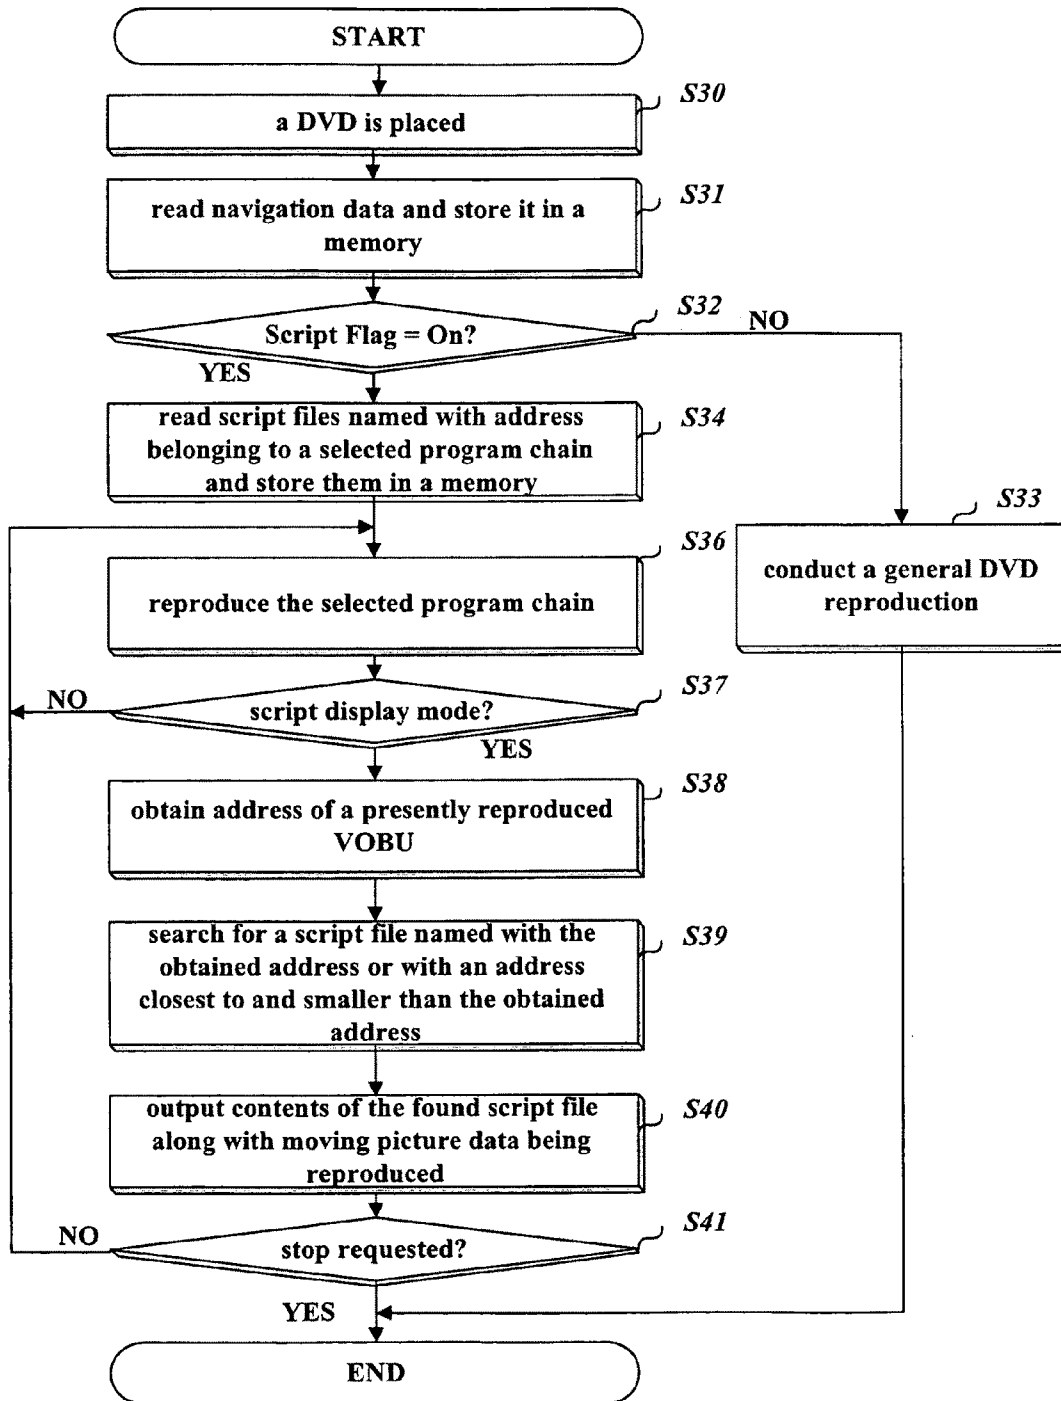 START
S30
a DVD is placed
S31
read navigation data and store it in a
memory
S32
Script Flag = On?
NO
YES
S34
read script files named with address
belonging to a selected program chain
and store them in a memory
S33
conduct a general DVD
reproduction
S36
reproduce the selected program chain
S37
NO
script display mode?
YES
S38
obtain address of a presently reproduced
VOBU
S39
search for a script file named with the
obtained address or with an address
closest to and smaller than the obtained
address
S40
output contents of the found script file
along with moving picture data being
reproduced
S41
NO
stop requested?
YES
END